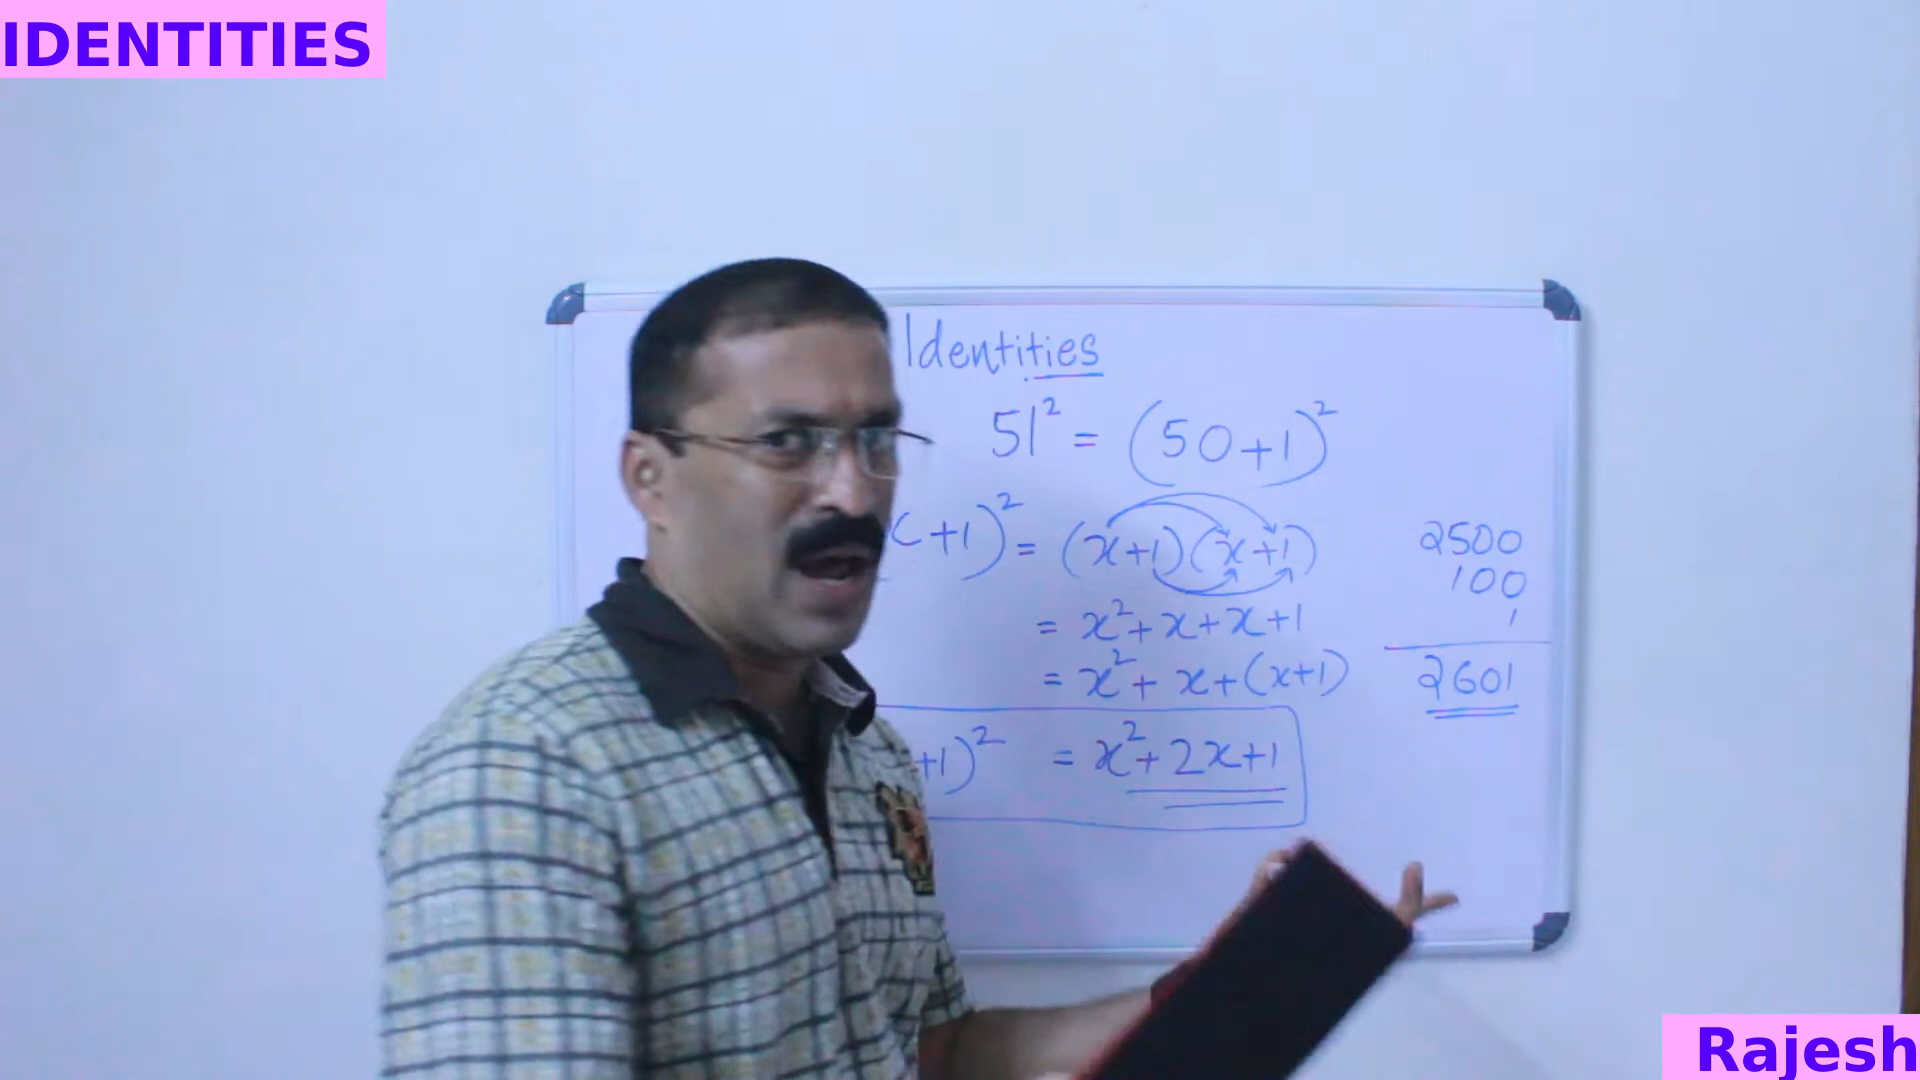 IDENTITIES
Identities
51² = (50+1)²
+1)² = (x+1)(x+1)
= x²+x+x+1
= x²+x+(x+1)
+1)² = x²+2x+1
2500
100
1
2601
Rajesh